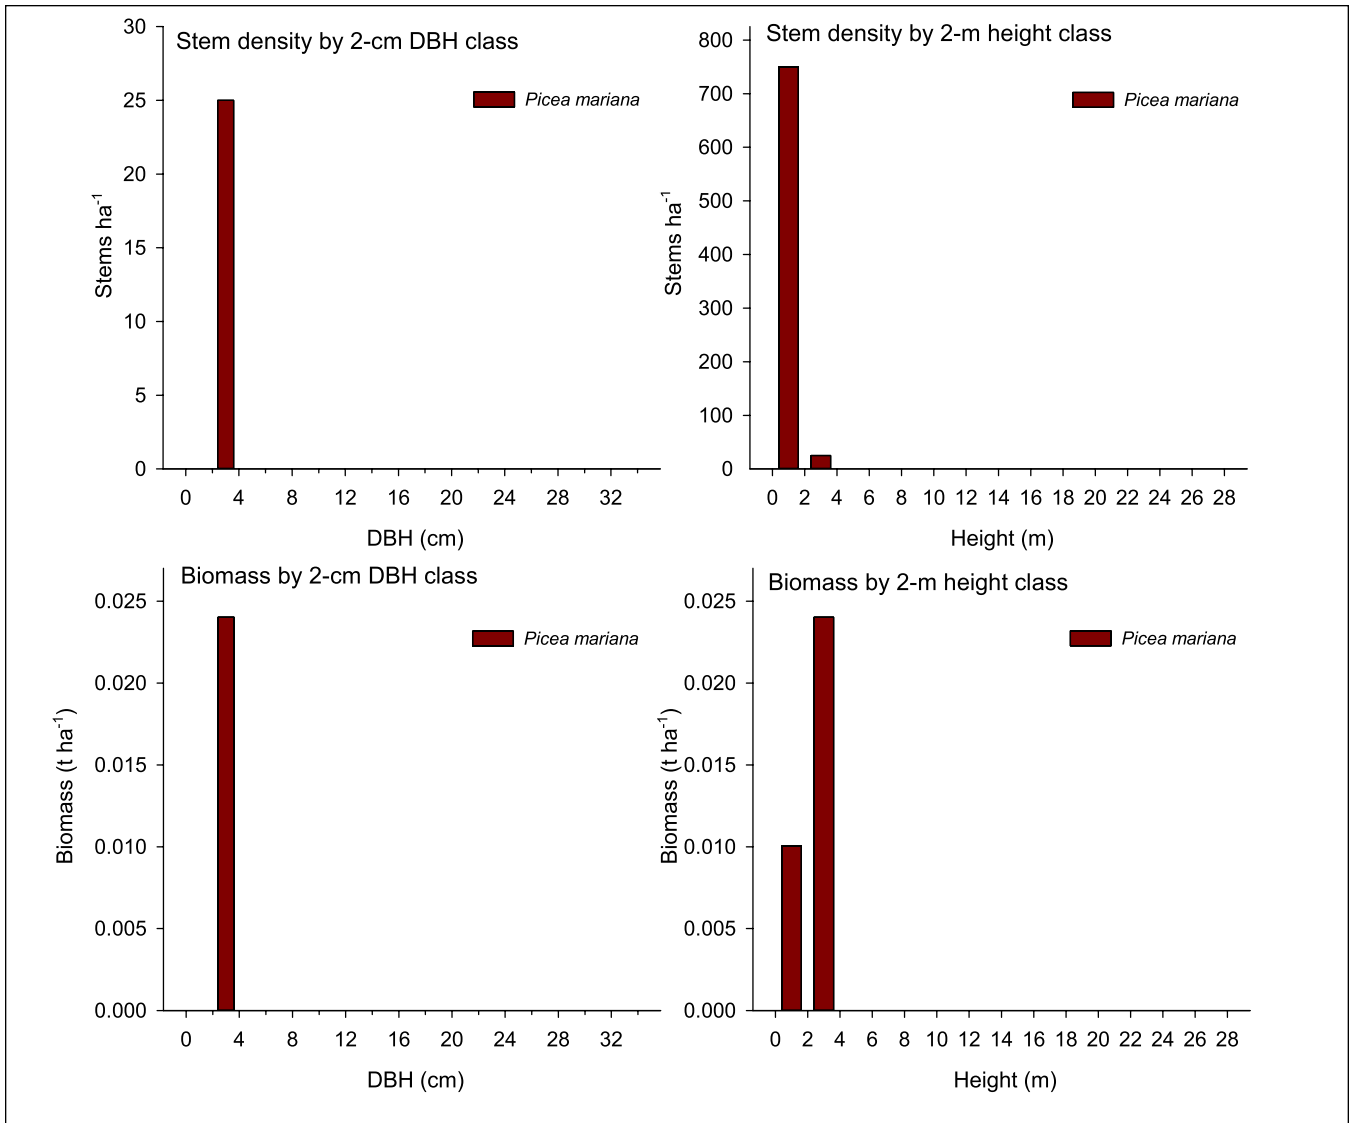 Stem density by 2-cm DBH class
Picea mariana
30
25
20
15
10
5
0
Stems ha-1
0 4 8 12 16 20 24 28 32
DBH (cm)
Stem density by 2-m height class
Picea mariana
800
700
600
500
400
300
200
100
0
Stems ha-1
0 2 4 6 8 10 12 14 16 18 20 22 24 26 28
Height (m)
Biomass by 2-cm DBH class
Picea mariana
0.025
0.020
0.015
0.010
0.005
0.000
Biomass (t ha-1)
0 4 8 12 16 20 24 28 32
DBH (cm)
Biomass by 2-m height class
Picea mariana
0.025
0.020
0.015
0.010
0.005
0.000
Biomass (t ha-1)
0 2 4 6 8 10 12 14 16 18 20 22 24 26 28
Height (m)